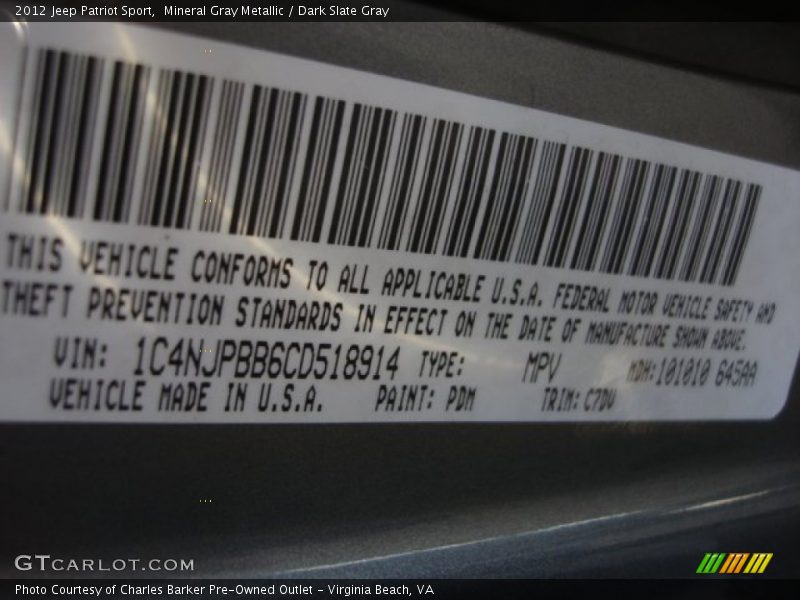 2012 Jeep Patriot Sport,  Mineral Gray Metallic / Dark Slate Gray
THIS VEHICLE CONFORMS TO ALL APPLICABLE U.S.A. FEDERAL MOTOR VEHICLE SAFETY AND
THEFT PREVENTION STANDARDS IN EFFECT ON THE DATE OF MANUFACTURE SHOWN ABOVE.
VIN: 1C4NJPBB6CD518914 TYPE: MPV MDH:101010 645AA
VEHICLE MADE IN U.S.A. PAINT: PDM TRIM: C7DV
GTCARLOT.COM
Photo Courtesy of Charles Barker Pre-Owned Outlet - Virginia Beach, VA